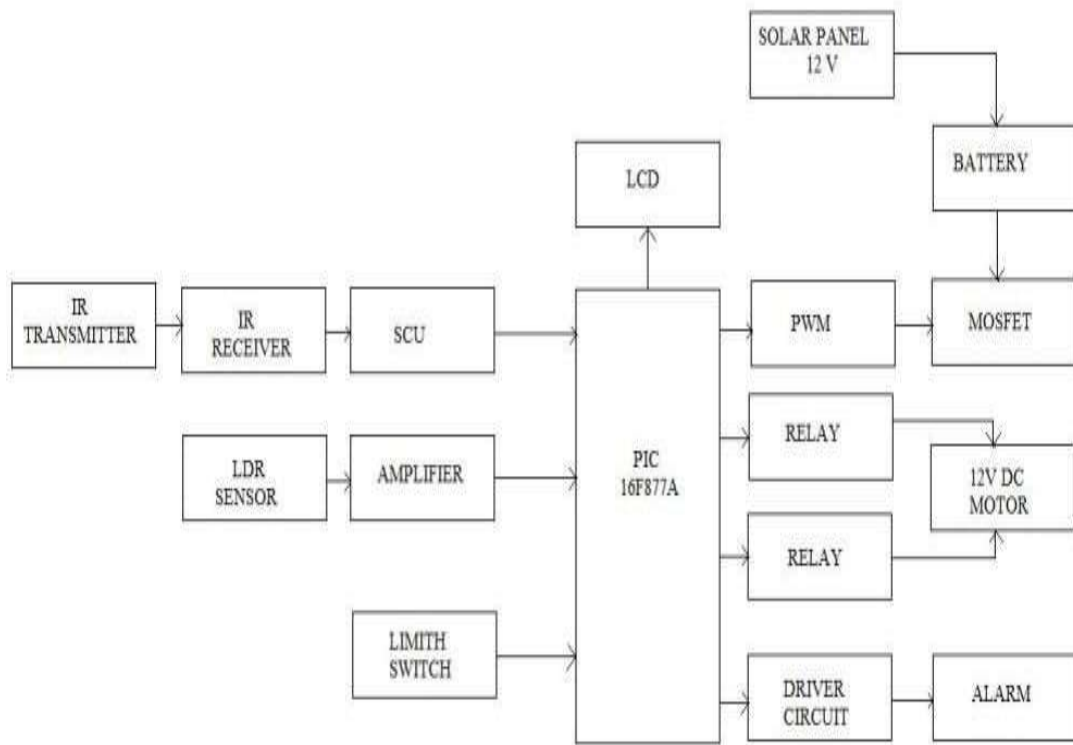 SOLAR PANEL
12 V
BATTERY
LCD
IR
TRANSMITTER
IR
RECEIVER
SCU
PWM
MOSFET
LDR
SENSOR
AMPLIFIER
PIC
16F877A
RELAY
12V DC
MOTOR
RELAY
LIMITH
SWITCH
DRIVER
CIRCUIT
ALARM